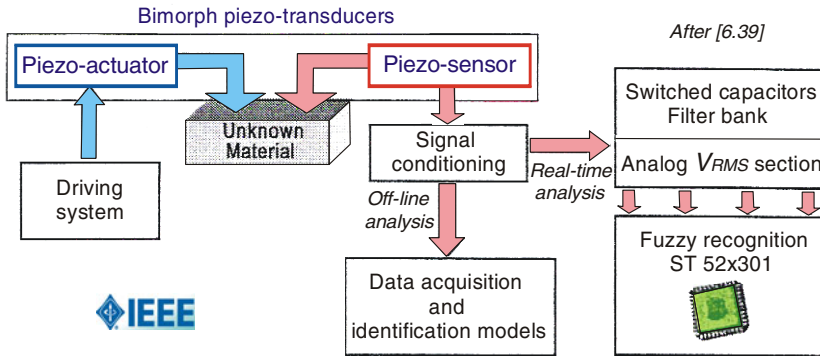 Bimorph piezo-transducers
After [6.39]
Piezo-actuator
Piezo-sensor
Unknown
Material
Driving
system
Signal
conditioning
Real-time
analysis
Off-line
analysis
Switched capacitors
Filter bank
Analog VRMS section
Data acquisition
and
identification models
Fuzzy recognition
ST 52x301
IEEE